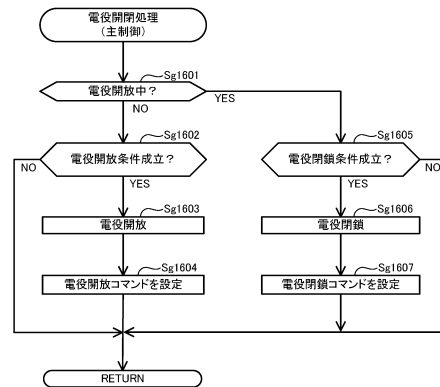 電役開閉処理
(主制御)
Sg1601
電役開放中？
NO
YES
Sg1602
電役開放条件成立？
NO
YES
Sg1605
電役閉鎖条件成立？
NO
YES
Sg1603
電役開放
Sg1606
電役閉鎖
Sg1604
電役開放コマンドを設定
Sg1607
電役閉鎖コマンドを設定
RETURN